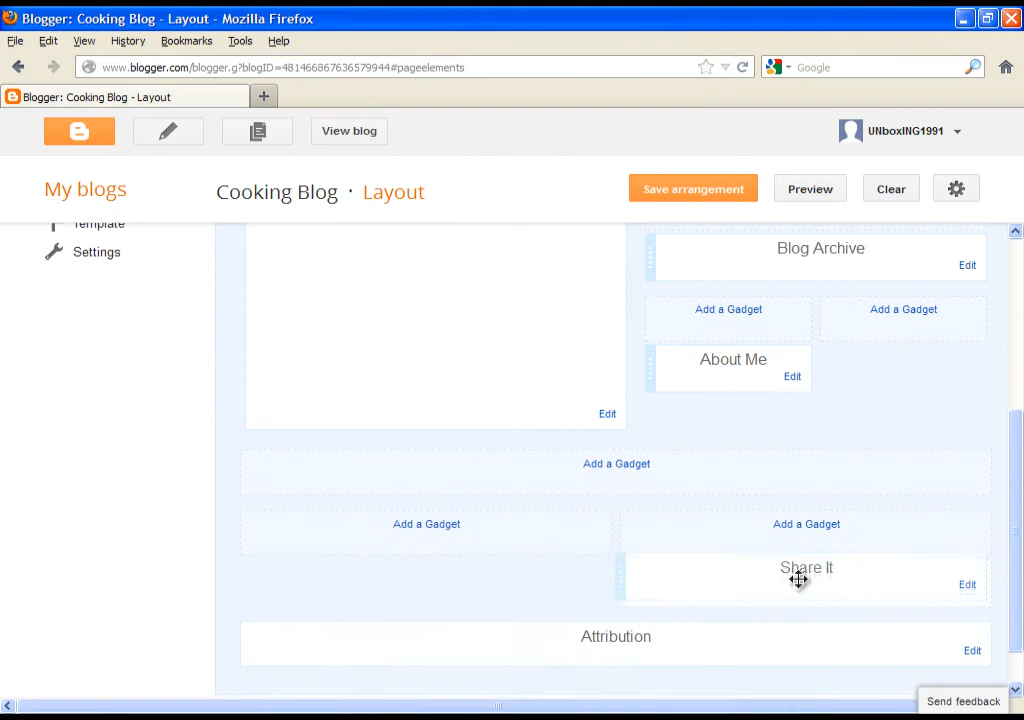 Blogger: Cooking Blog - Layout - Mozilla Firefox
File Edit View History Bookmarks Tools Help
www.blogger.com/blogger.g?blogID=481466867636579944#pageelements
Google
Blogger: Cooking Blog - Layout
View blog
UNboxING1991
My blogs
Cooking Blog · Layout
Save arrangement
Preview
Clear
Template
Settings
Blog Archive
Edit
Add a Gadget
Add a Gadget
About Me
Edit
Edit
Add a Gadget
Add a Gadget
Add a Gadget
Share It
Edit
Attribution
Edit
Send feedback